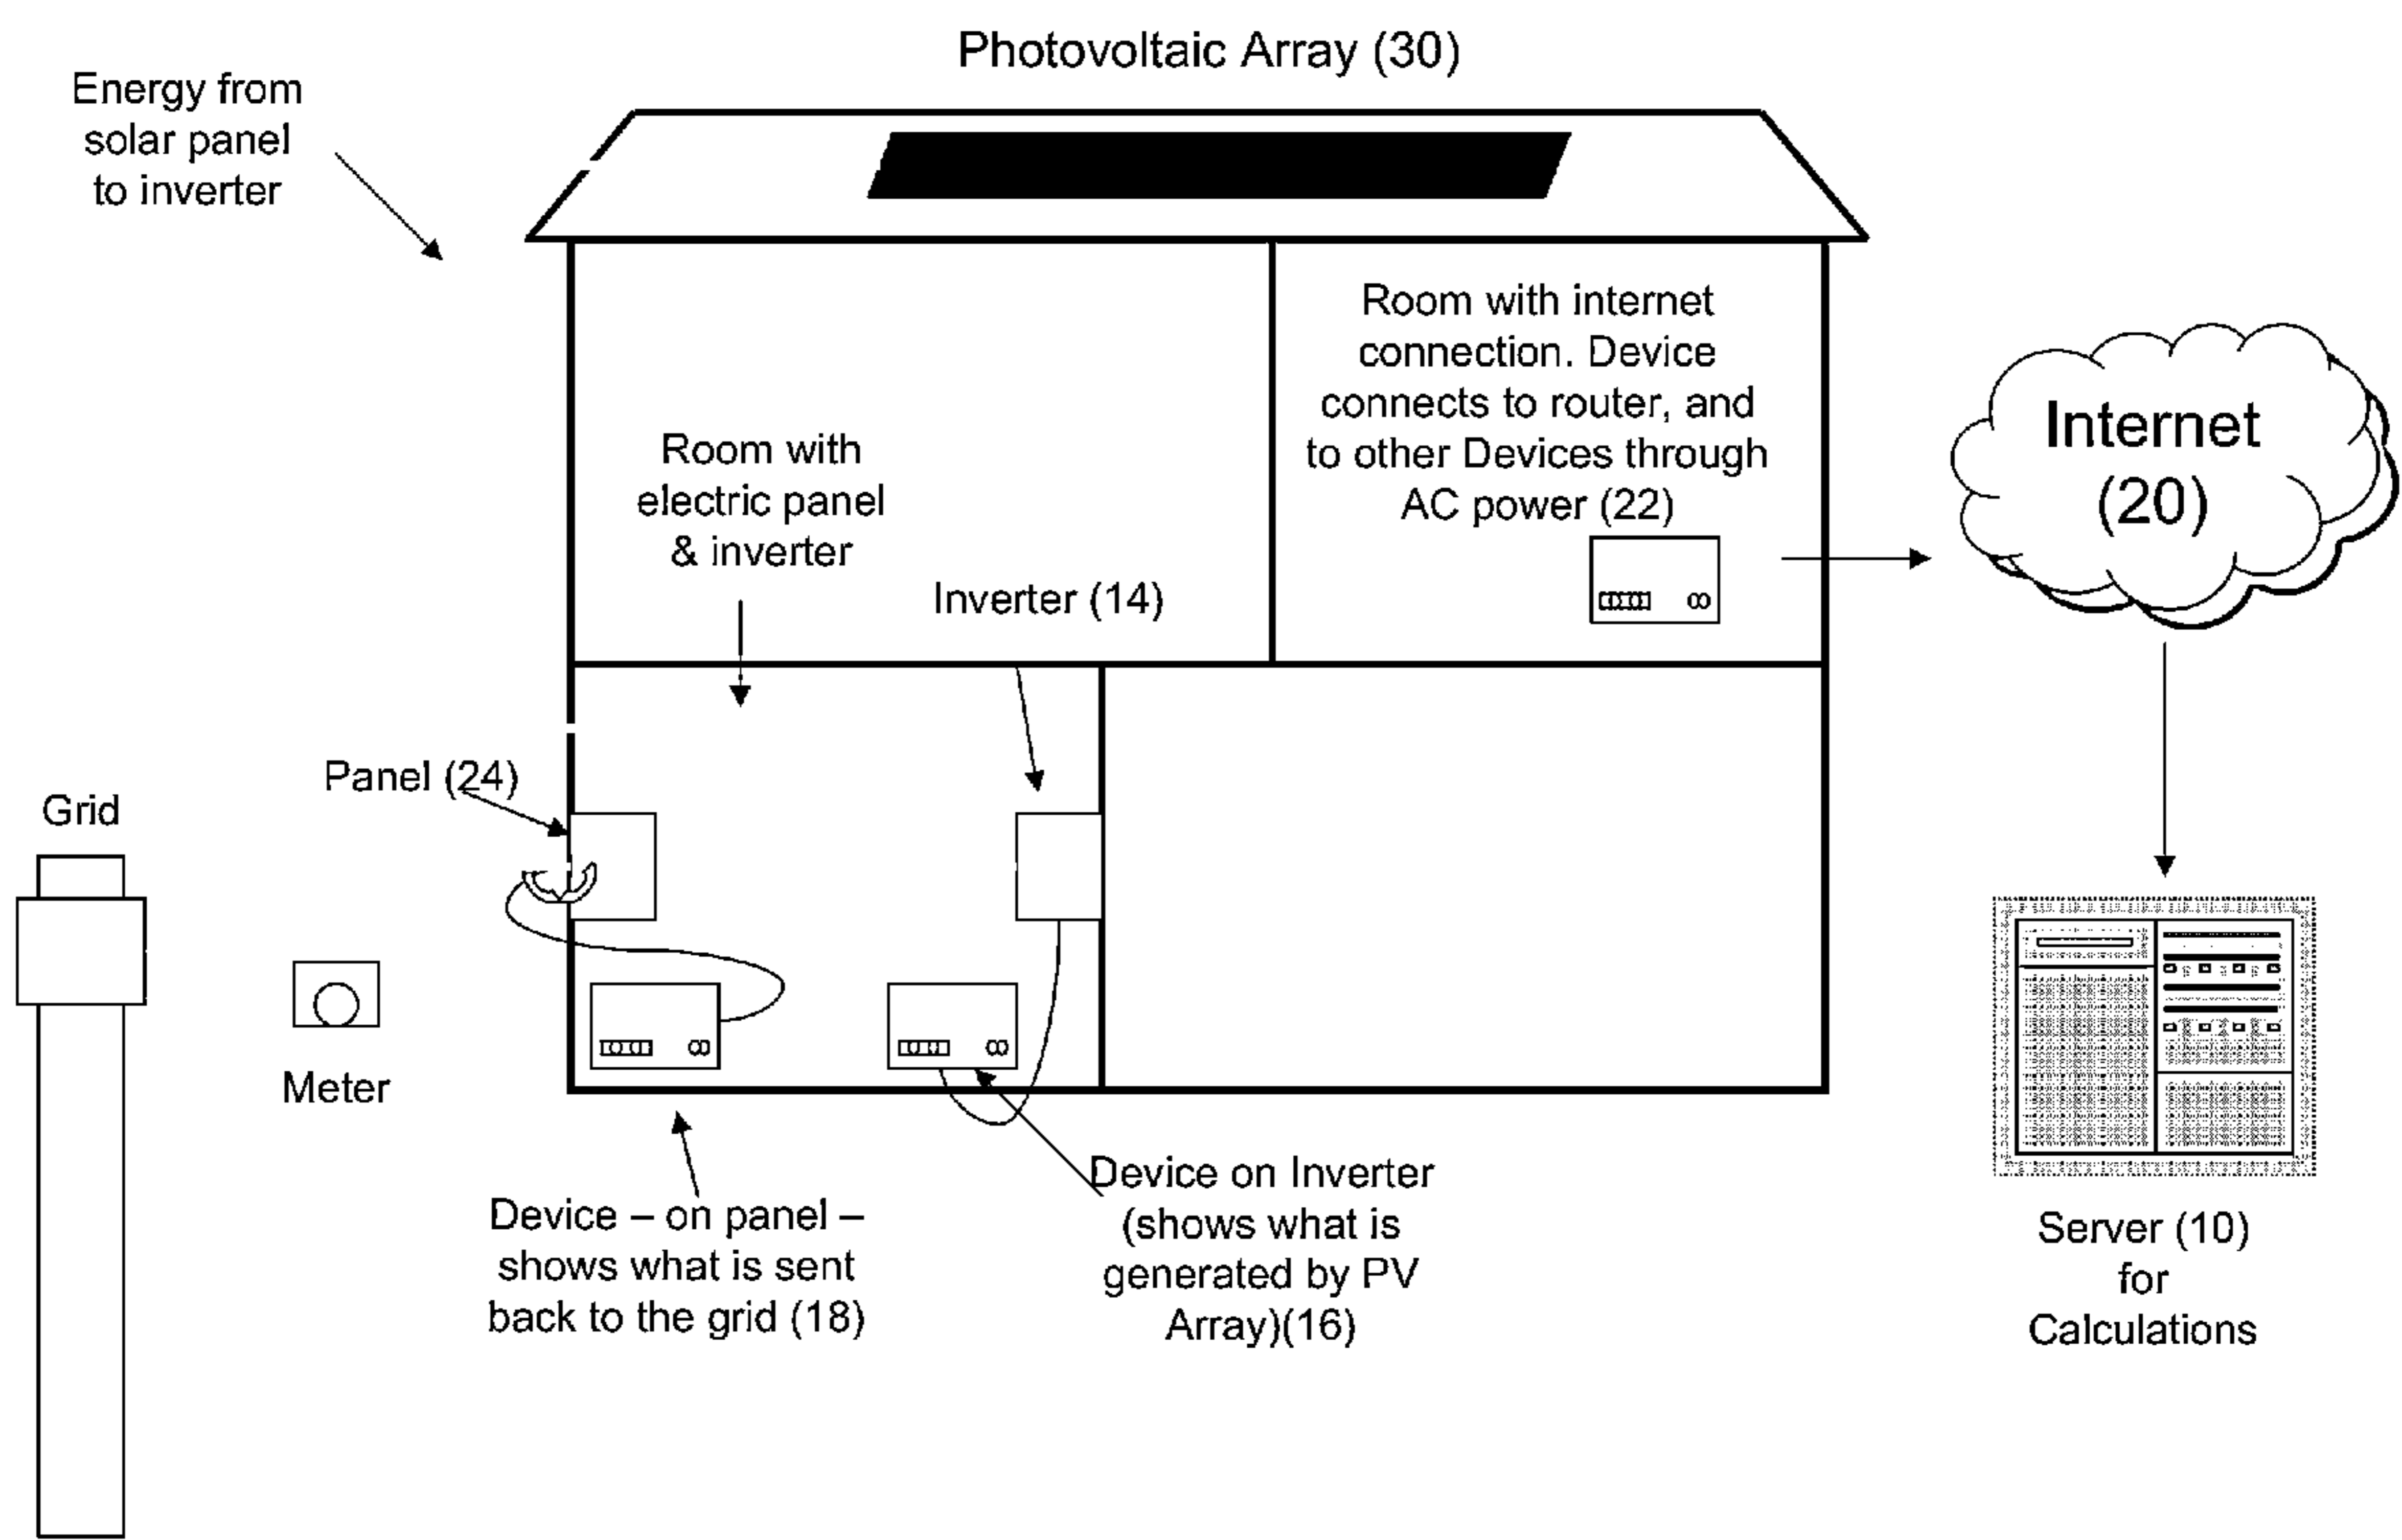 Photovoltaic Array (30)
Energy from
solar panel
to inverter
Room with internet
connection. Device
connects to router, and
to other Devices through
AC power (22)
Internet
(20)
Room with
electric panel
& inverter
Inverter (14)
Panel (24)
Grid
Meter
Device – on panel –
shows what is sent
back to the grid (18)
Device on Inverter
(shows what is
generated by PV
Array)(16)
Server (10)
for
Calculations